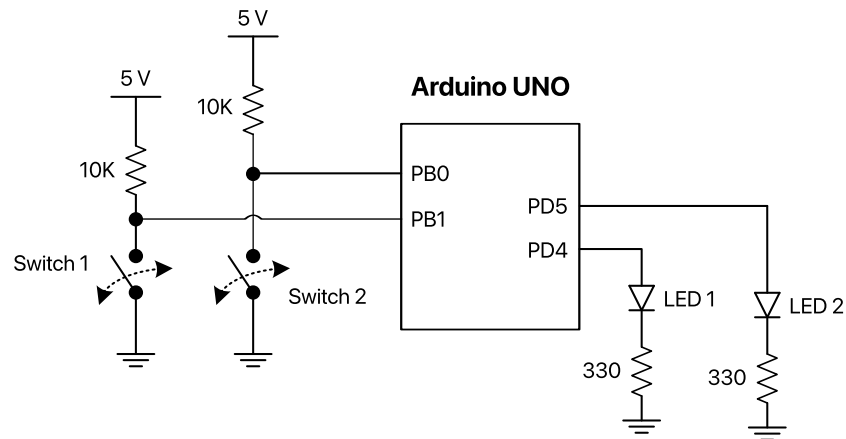 5 V
5 V
Arduino UNO
10K
10K
PB0
PB1
PD5
PD4
Switch 1
Switch 2
LED 1
LED 2
330
330